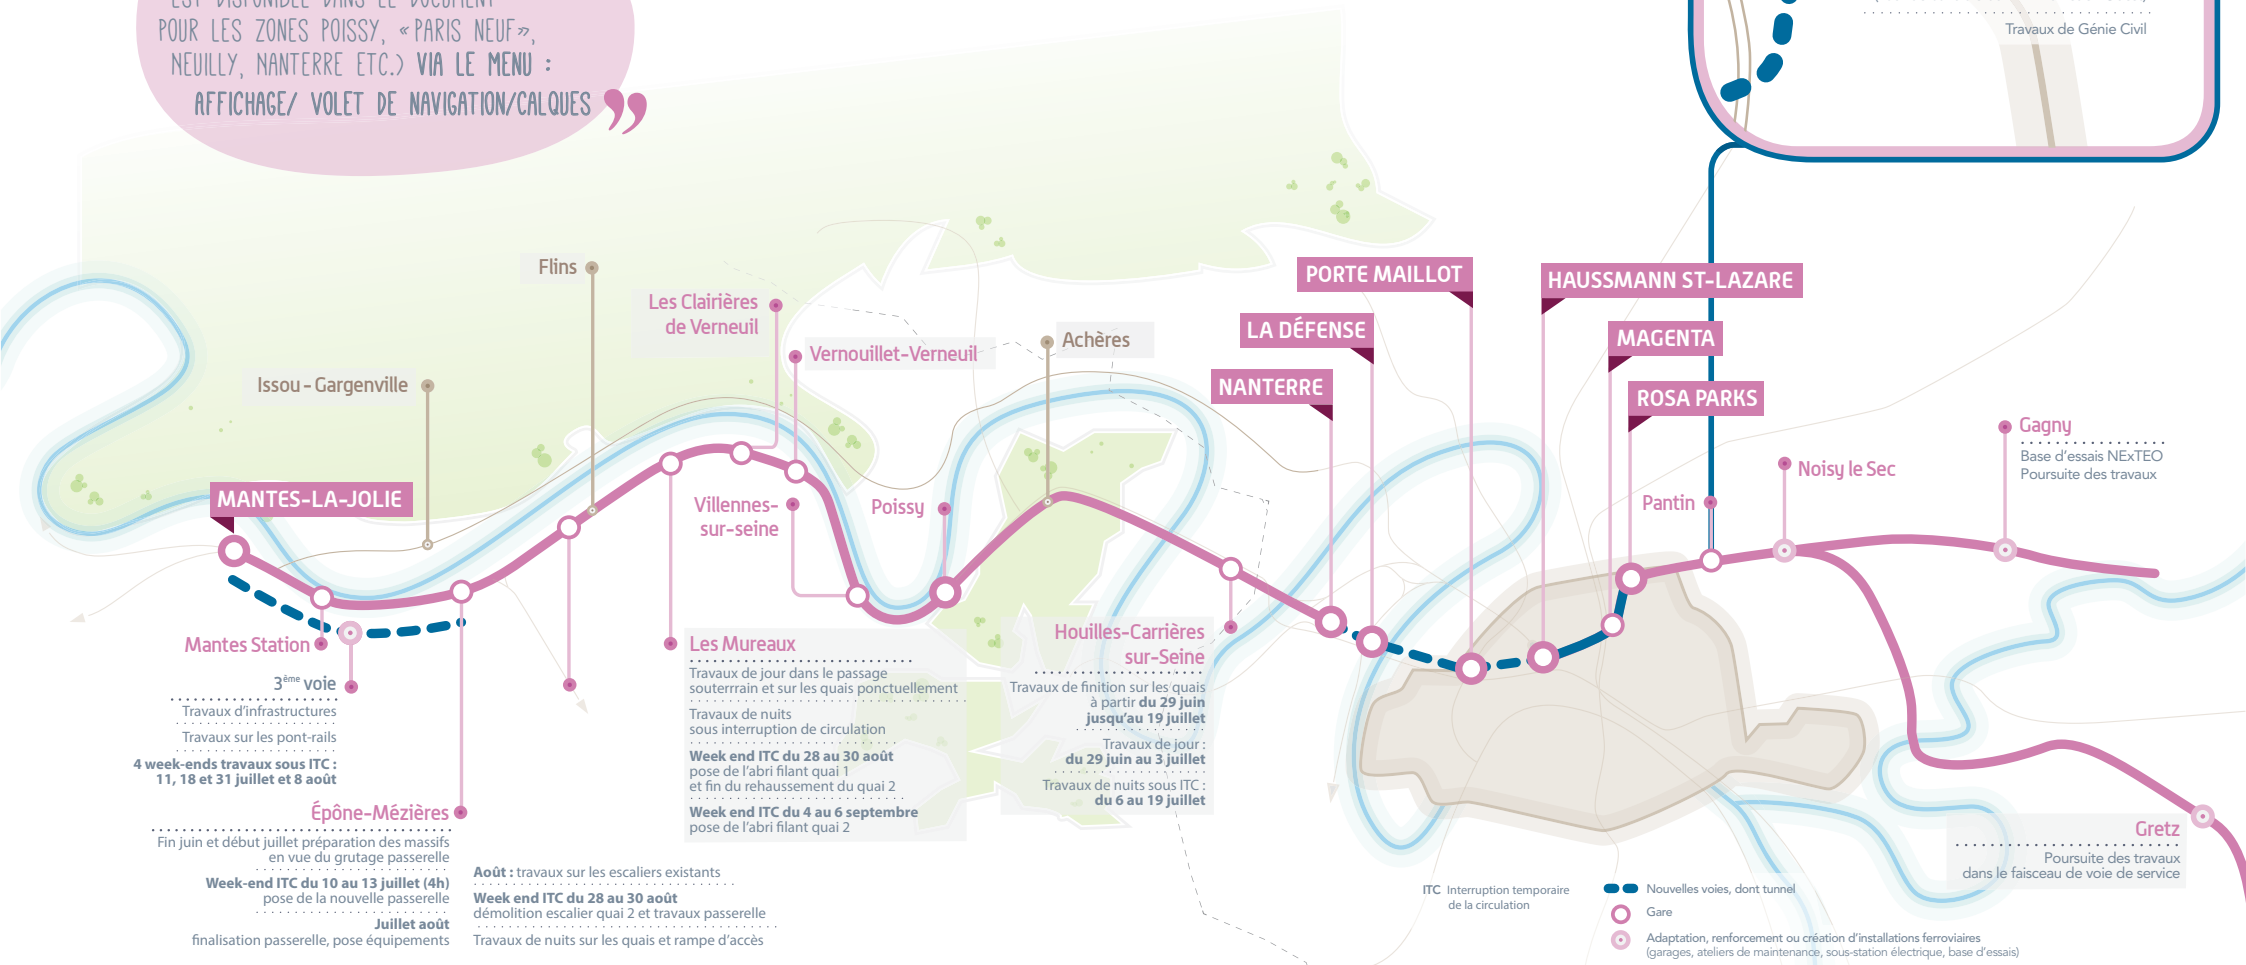 EST DISPONIBLE DANS LE DOCUMENT
POUR LES ZONES POISSY, « PARIS NEUF »,
NEUILLY, NANTERRE ETC.) VIA LE MENU :
AFFICHAGE/ VOLET DE NAVIGATION/CALQUES ”
Travaux de Génie Civil
Flins
Les Clairières
de Verneuil
Vernouillet-Verneuil
Achères
Issou - Gargenville
PORTE MAILLOT
HAUSSMANN ST-LAZARE
LA DÉFENSE
MAGENTA
NANTERRE
ROSA PARKS
Gagny
Base d'essais NExTEO
Poursuite des travaux
Noisy le Sec
Pantin
MANTES-LA-JOLIE
Villennes-
sur-seine
Poissy
Mantes Station
3ème voie
Travaux d'infrastructures
Travaux sur les pont-rails
4 week-ends travaux sous ITC :
11, 18 et 31 juillet et 8 août
Épône-Mézières
Fin juin et début juillet préparation des massifs
en vue du grutage passerelle
Week-end ITC du 10 au 13 juillet (4h)
pose de la nouvelle passerelle
Juillet août
finalisation passerelle, pose équipements
Août : travaux sur les escaliers existants
Week end ITC du 28 au 30 août
démolition escalier quai 2 et travaux passerelle
Travaux de nuits sur les quais et rampe d'accès
Les Mureaux
Travaux de jour dans le passage
souterrrain et sur les quais ponctuellement
Travaux de nuits
sous interruption de circulation
Week end ITC du 28 au 30 août
pose de l'abri filant quai 1
et fin du rehaussement du quai 2
Week end ITC du 4 au 6 septembre
pose de l'abri filant quai 2
Houilles-Carrières
sur-Seine
Travaux de finition sur les quais
à partir du 29 juin
jusqu'au 19 juillet
Travaux de jour :
du 29 juin au 3 juillet
Travaux de nuits sous ITC :
du 6 au 19 juillet
Gretz
Poursuite des travaux
dans le faisceau de voie de service
ITC Interruption temporaire
de la circulation
Nouvelles voies, dont tunnel
Gare
Adaptation, renforcement ou création d'installations ferroviaires
(garages, ateliers de maintenance, sous-station électrique, base d'essais)